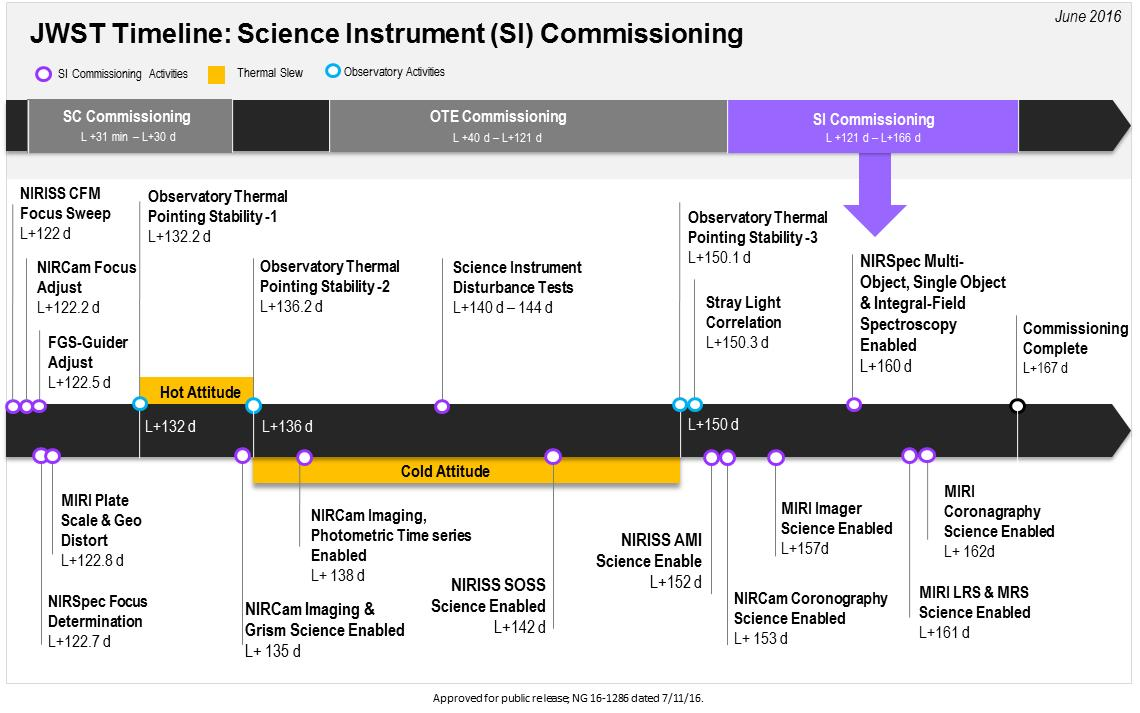 June 2016
JWST Timeline: Science Instrument (SI) Commissioning
SI Commissioning Activities
Thermal Slew
Observatory Activities
SC Commissioning
L +31 min – L+30 d
OTE Commissioning
L +40 d – L+121 d
SI Commissioning
L +121 d – L+166 d
NIRISS CFM
Focus Sweep
L+122 d
NIRCam Focus
Adjust
L+122.2 d
FGS-Guider
Adjust
L+122.5 d
Observatory Thermal
Pointing Stability -1
L+132.2 d
Observatory Thermal
Pointing Stability -2
L+136.2 d
Science Instrument
Disturbance Tests
L+140 d – 144 d
Observatory Thermal
Pointing Stability -3
L+150.1 d
Stray Light
Correlation
L+150.3 d
NIRSpec Multi-
Object, Single Object
& Integral-Field
Spectroscopy
Enabled
L+160 d
Commissioning
Complete
L+167 d
Hot Attitude
L+132 d
L+136 d
L+150 d
Cold Attitude
MIRI Plate
Scale & Geo
Distort
L+122.8 d
NIRSpec Focus
Determination
L+122.7 d
NIRCam Imaging,
Photometric Time series
Enabled
L+ 138 d
NIRCam Imaging &
Grism Science Enabled
L+ 135 d
NIRISS SOSS
Science Enabled
L+142 d
NIRISS AMI
Science Enable
L+152 d
MIRI Imager
Science Enabled
L+157d
NIRCam Coronography
Science Enabled
L+ 153 d
MIRI
Coronagraphy
Science Enabled
L+ 162d
MIRI LRS & MRS
Science Enabled
L+161 d
Approved for public release; NG 16-1286 dated 7/11/16.